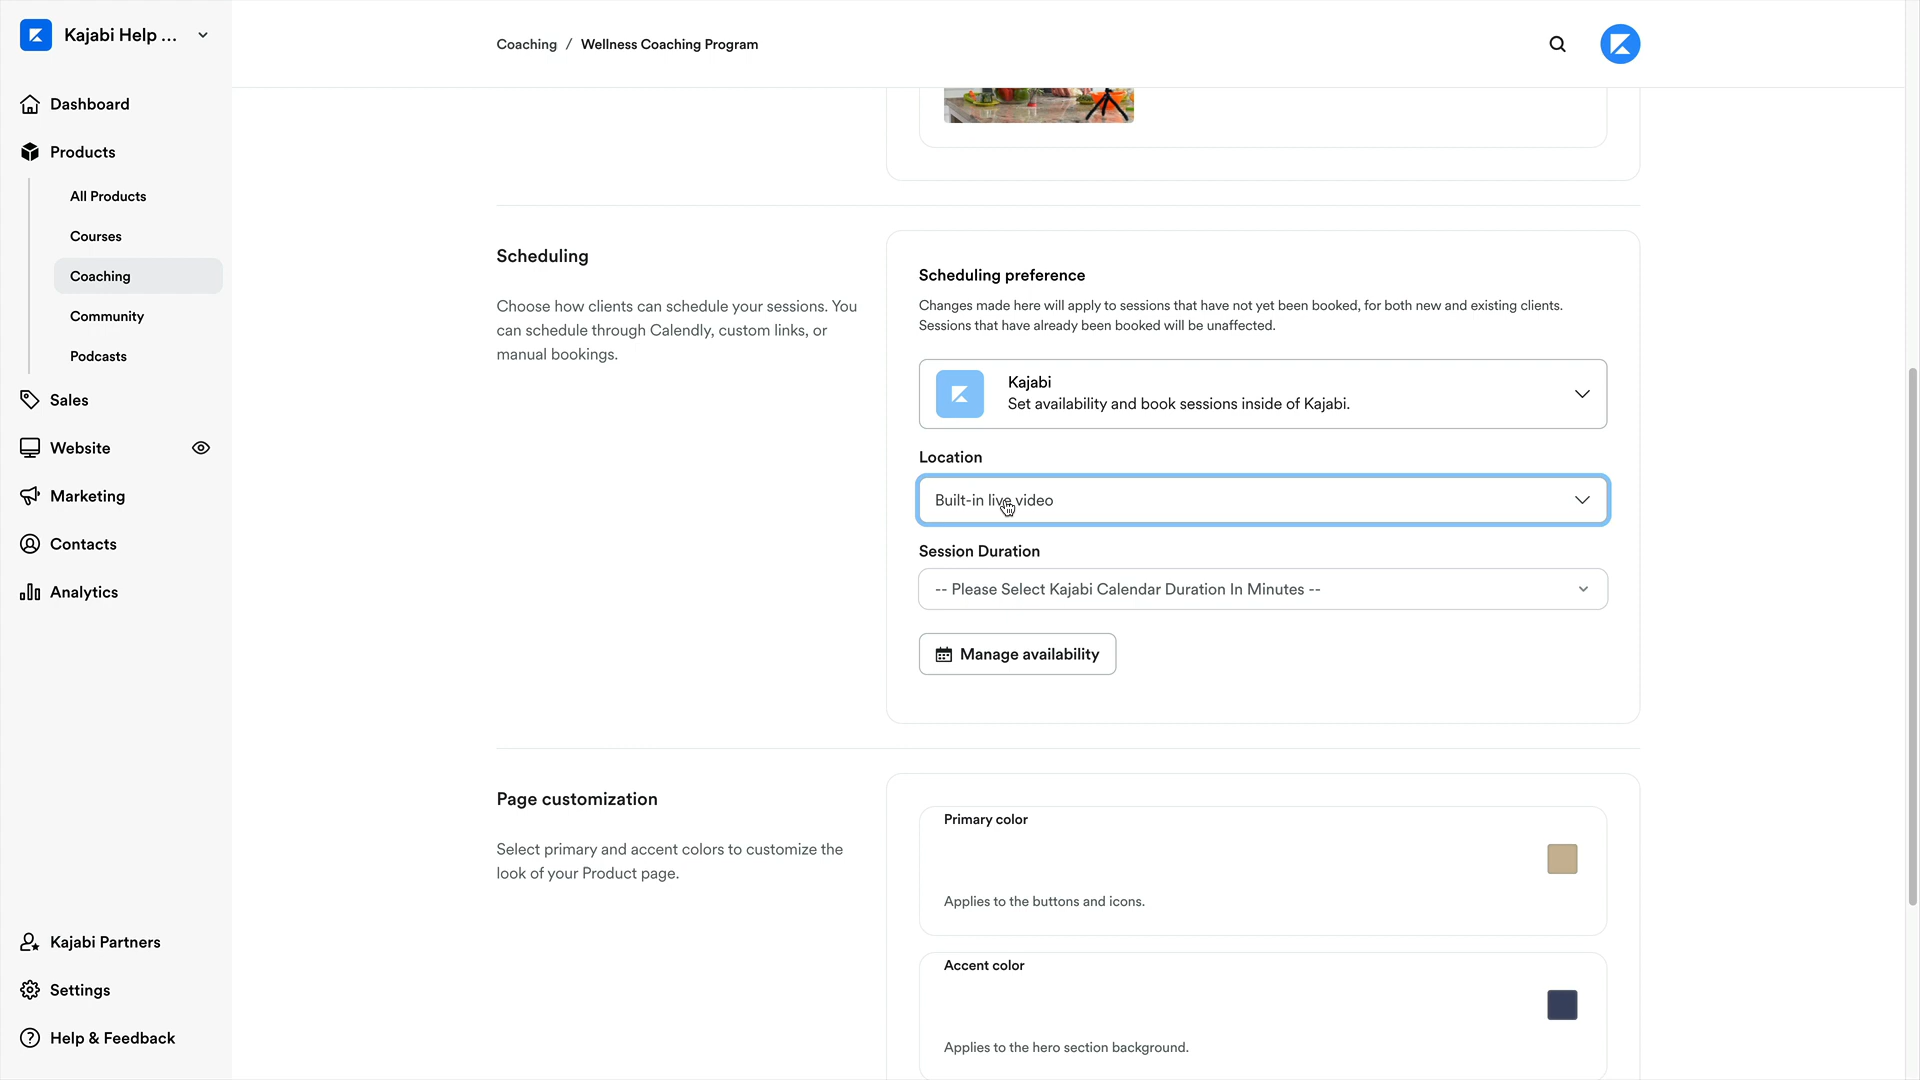 Kajabi Help ...
Dashboard
Products
All Products
Courses
Coaching
Community
Podcasts
Sales
Website
Marketing
Contacts
Analytics
Kajabi Partners
Settings
Help & Feedback
Coaching / Wellness Coaching Program
Scheduling
Choose how clients can schedule your sessions. You
can schedule through Calendly, custom links, or
manual bookings.
Scheduling preference
Changes made here will apply to sessions that have not yet been booked, for both new and existing clients.
Sessions that have already been booked will be unaffected.
Kajabi
Set availability and book sessions inside of Kajabi.
Location
Built-in live video
Session Duration
-- Please Select Kajabi Calendar Duration In Minutes --
Manage availability
Page customization
Select primary and accent colors to customize the
look of your Product page.
Primary color
Applies to the buttons and icons.
Accent color
Applies to the hero section background.